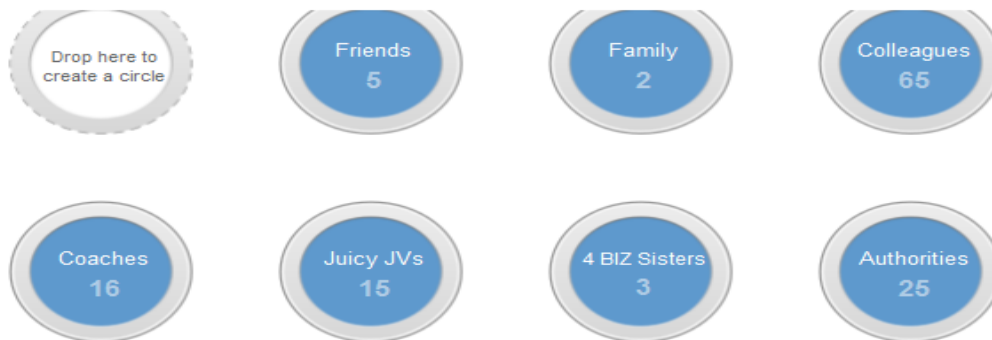 Drop here to
create a circle
Friends
5
Family
2
Colleagues
65
Coaches
16
Juicy JVs
15
4 BIZ Sisters
3
Authorities
25